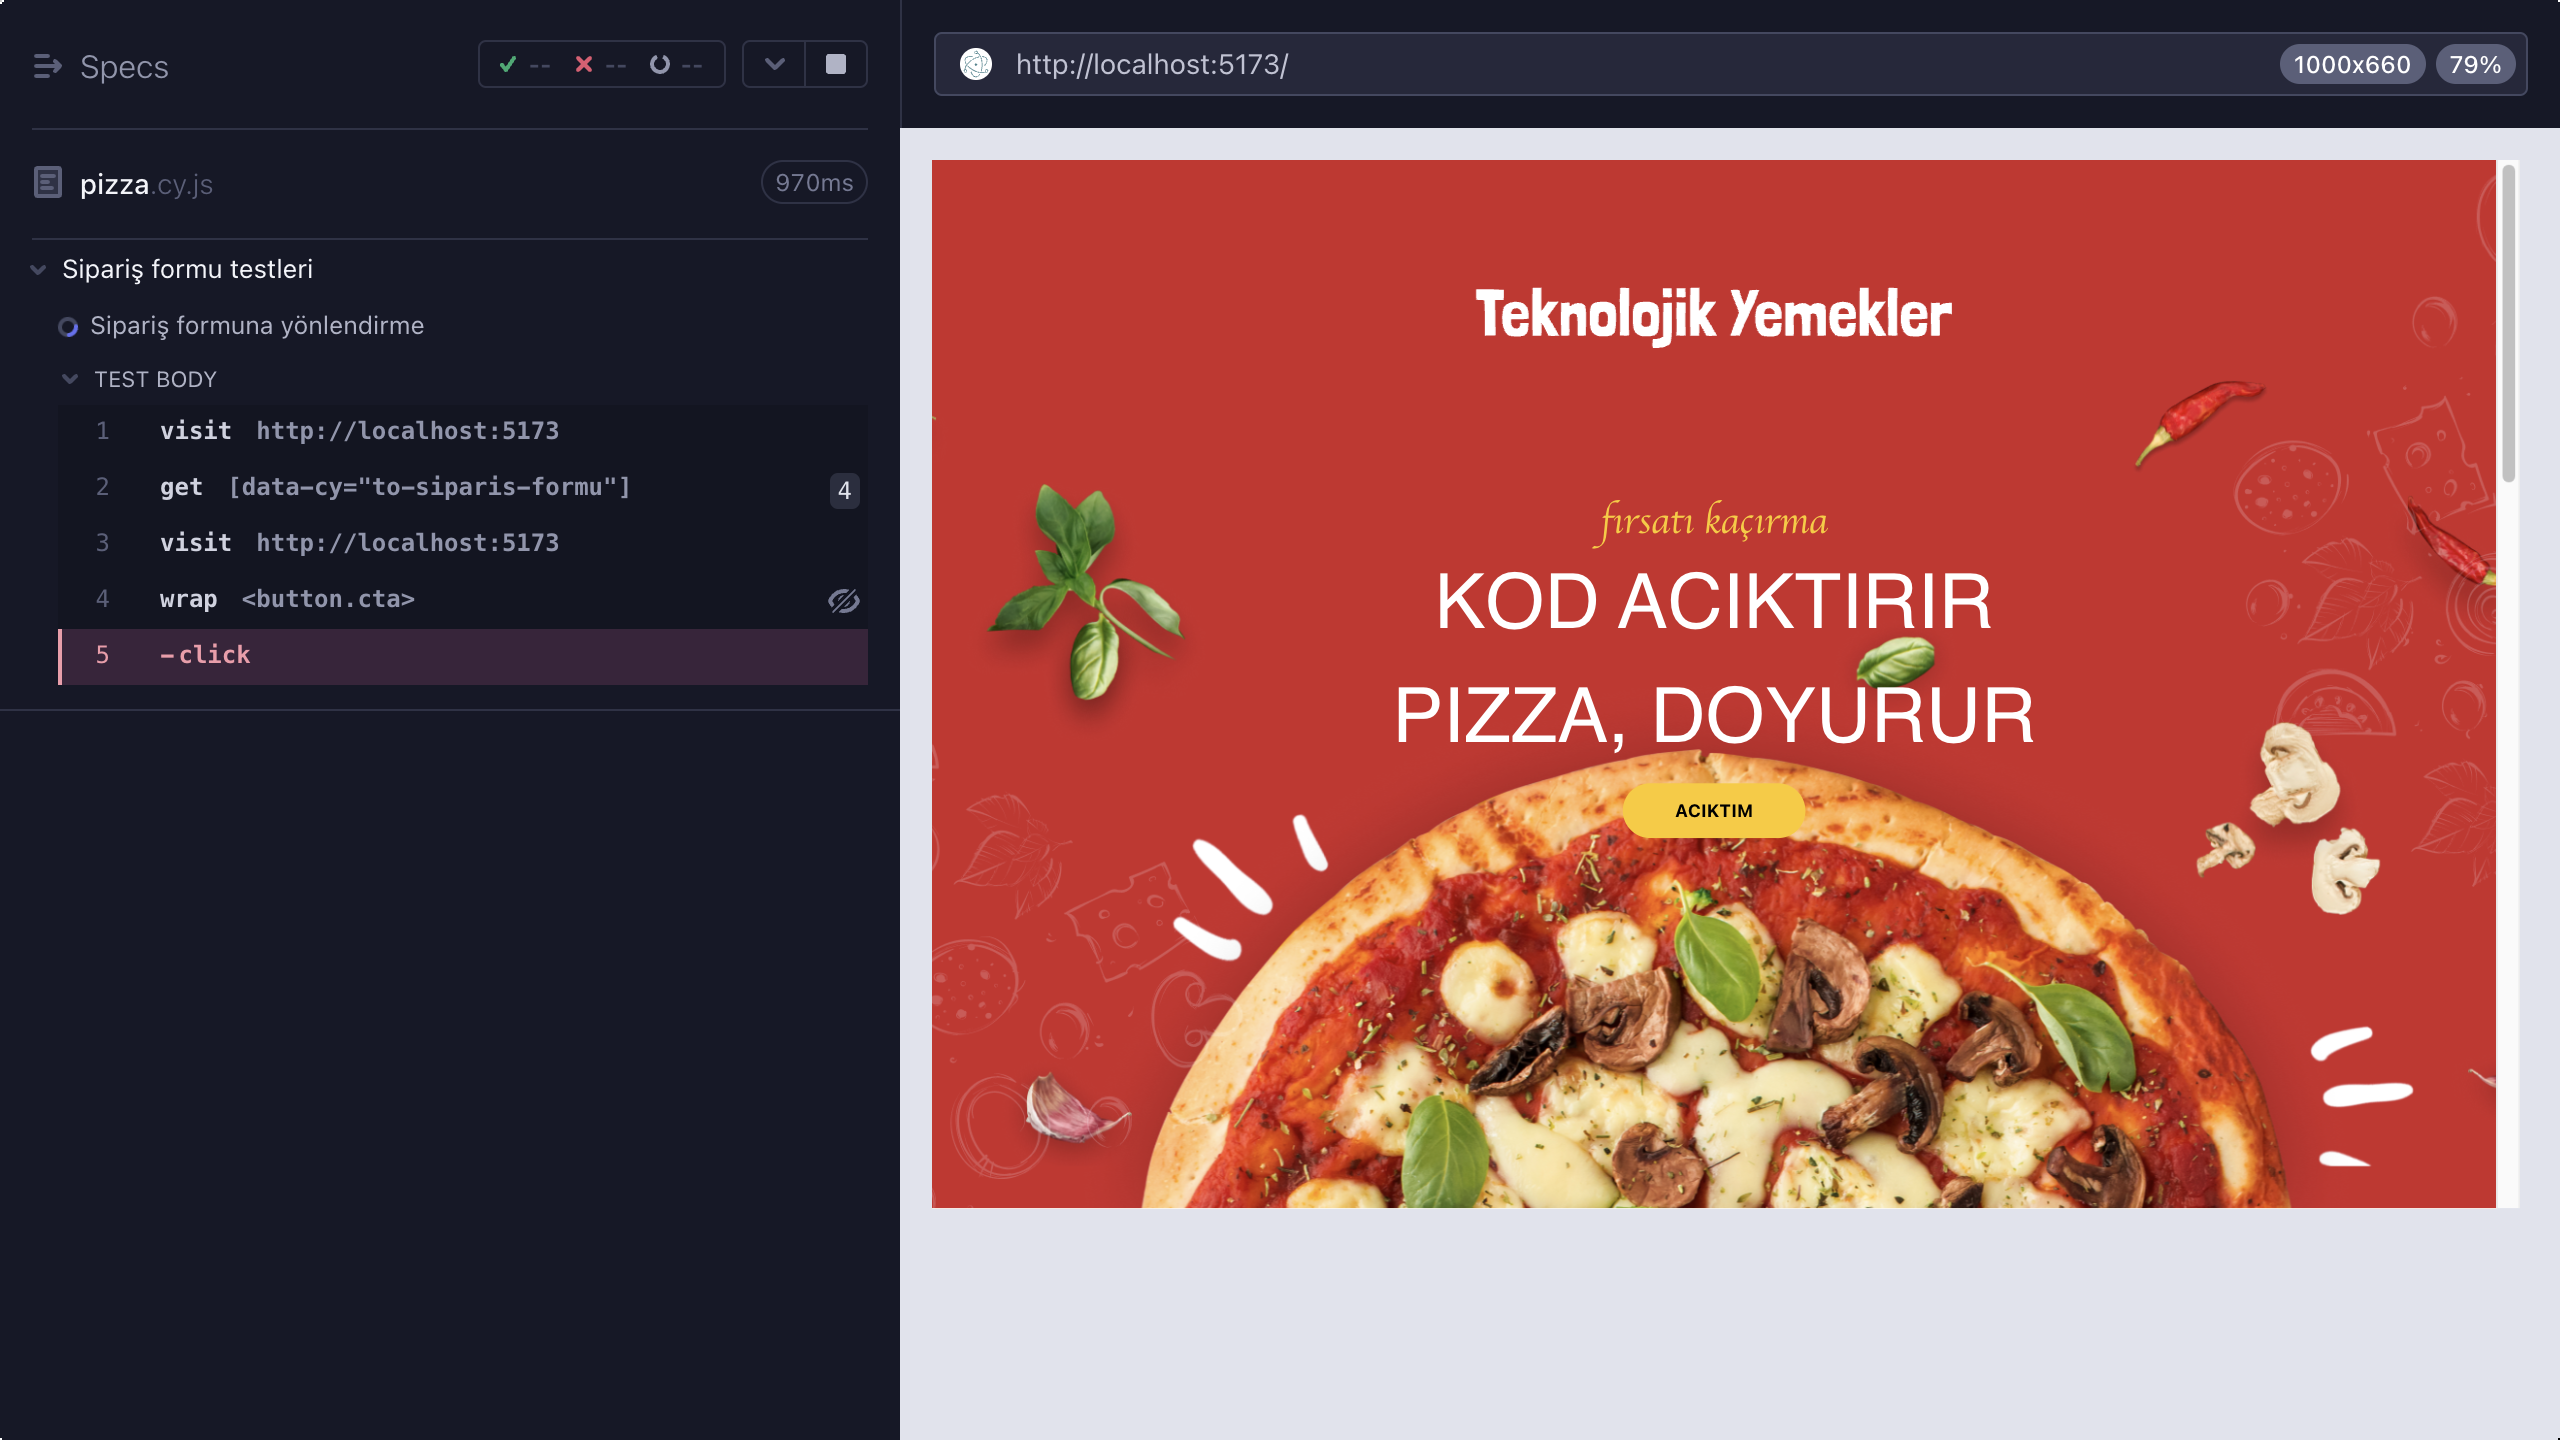 Specs
-- -- --
pizza.cy.js
970ms
Sipariş formu testleri
Sipariş formuna yönlendirme
TEST BODY
1 visit http://localhost:5173
2 get [data-cy="to-siparis-formu"] 4
3 visit http://localhost:5173
4 wrap <button.cta>
5 -click
http://localhost:5173/
1000x660
79%
Teknolojik Yemekler
fırsatı kaçırma
KOD ACIKTIRIR
PIZZA, DOYURUR
ACIKTIM